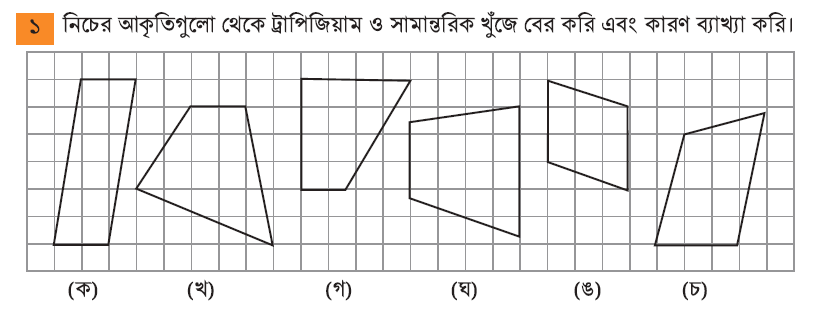 ১ নিচের আকৃতিগুলো থেকে ট্রাপিজিয়াম ও সামান্তরিক খুঁজে বের করি এবং কারণ ব্যাখ্যা করি।
(ক) (খ) (গ) (ঘ) (ঙ) (চ)